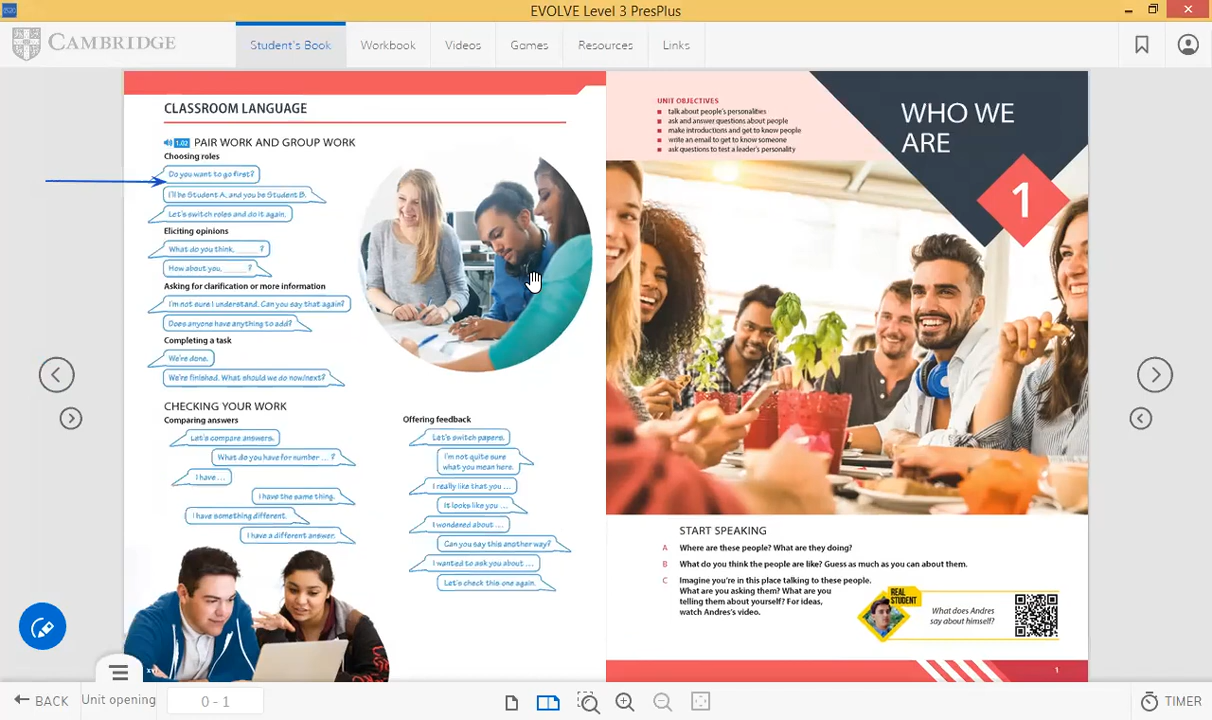 EVOLVE Level 3 PresPlus
CAMBRIDGE
Student's Book
Workbook
Videos
Games
Resources
Links
CLASSROOM LANGUAGE
1.02 PAIR WORK AND GROUP WORK
Choosing roles
Do you want to go first?
I'll be Student A, and you be Student B.
Let's switch roles and do it again.
Eliciting opinions
What do you think, _____ ?
How about you, _____ ?
Asking for clarification or more information
I'm not sure I understand. Can you say that again?
Does anyone have anything to add?
Completing a task
We're done.
We're finished. What should we do now/next?
CHECKING YOUR WORK
Comparing answers
Let's compare answers.
What do you have for number ... ?
I have ...
I have the same thing.
I have something different.
I have a different answer.
Offering feedback
Let's switch papers.
I'm not quite sure
what you mean here.
I really like that you ...
It looks like you ...
I wondered about ...
Can you say this another way?
I wanted to ask you about ...
Let's check this one again.
UNIT OBJECTIVES
talk about people's personalities
ask and answer questions about people
make introductions and get to know people
write an email to get to know someone
ask questions to test a leader's personality
WHO WE
ARE
1
START SPEAKING
A Where are these people? What are they doing?
B What do you think the people are like? Guess as much as you can about them.
C Imagine you're in this place talking to these people.
What are you asking them? What are you
telling them about yourself? For ideas,
watch Andres's video.
REAL
STUDENT
What does Andres
say about himself?
1
BACK
Unit opening
0 - 1
TIMER